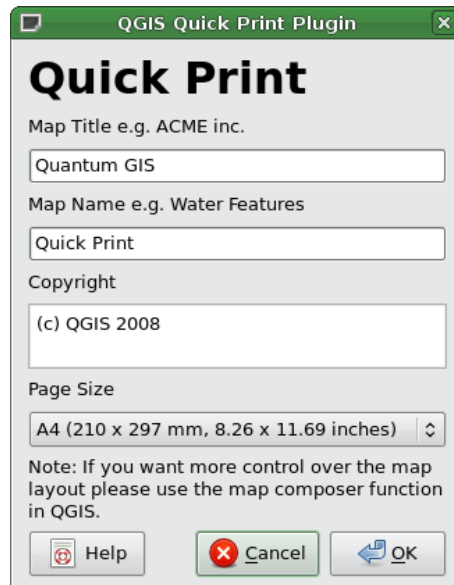 QGIS Quick Print Plugin
Quick Print
Map Title e.g. ACME inc.
Quantum GIS
Map Name e.g. Water Features
Quick Print
Copyright
(c) QGIS 2008
Page Size
A4 (210 x 297 mm, 8.26 x 11.69 inches)
Note: If you want more control over the map
layout please use the map composer function
in QGIS.
Help
Cancel
OK